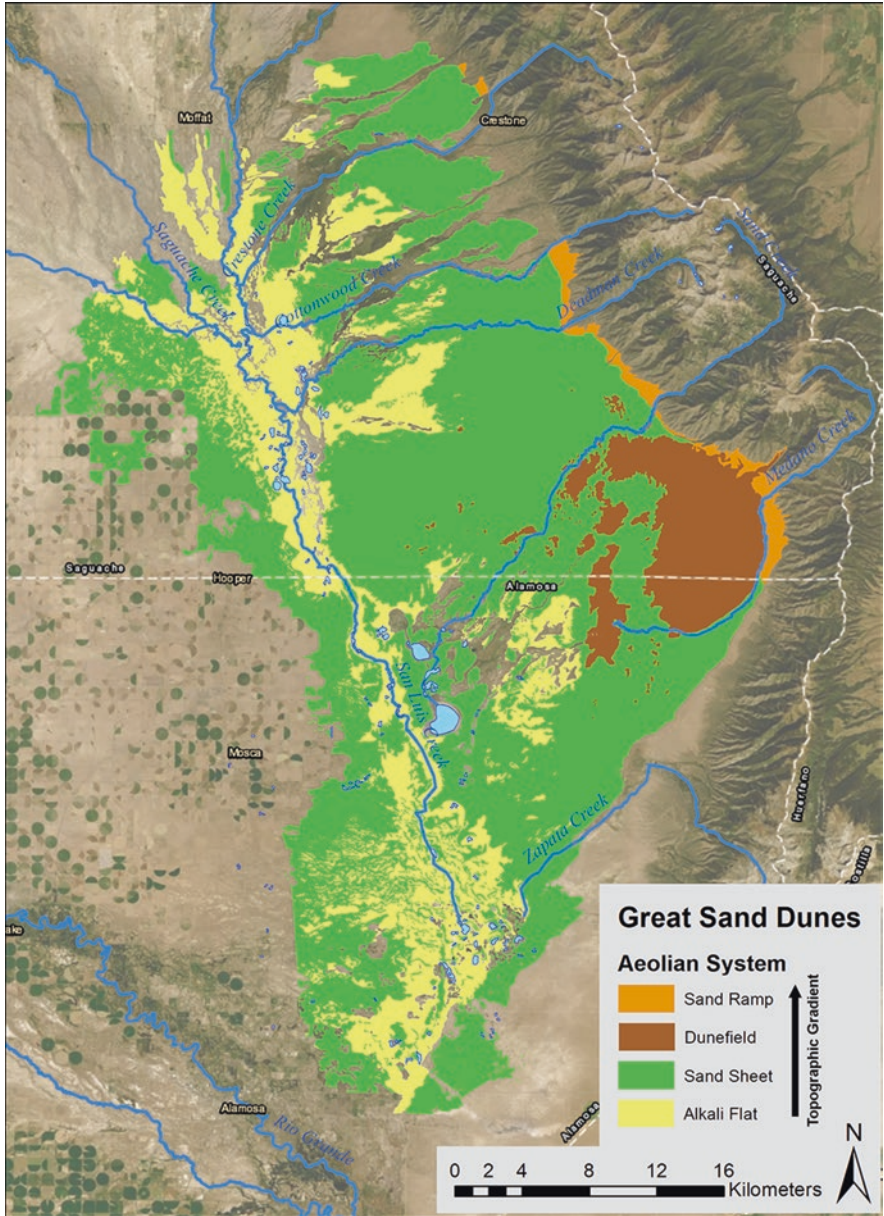 Moffat
Crestone
Crestone Creek
Saguache Creek
Cottonwood Creek
Deadman Creek
Sand Creek
Saguache
Medano Creek
Saguache
Hooper
Alamosa
San Luis Creek
Mosca
Huerfano
Zapata Creek
Alamosa
Rio Grande
Alamosa
Great Sand Dunes
Aeolian System
Sand Ramp
Dunefield
Sand Sheet
Alkali Flat
Topographic Gradient
N
0 2 4 8 12 16
Kilometers